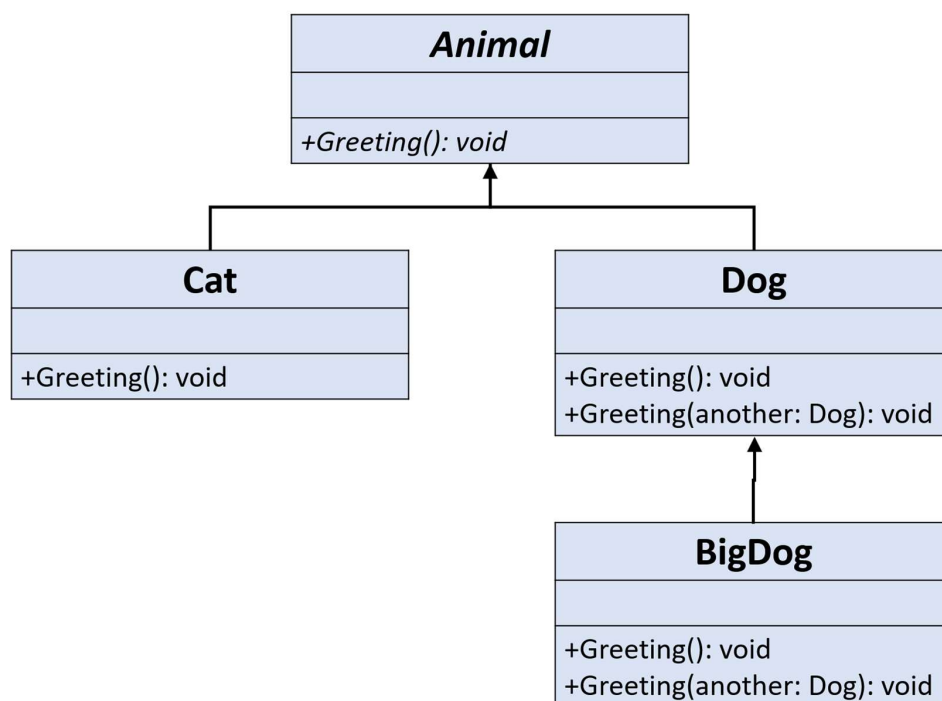 Animal
+Greeting(): void
Cat
+Greeting(): void
Dog
+Greeting(): void
+Greeting(another: Dog): void
BigDog
+Greeting(): void
+Greeting(another: Dog): void